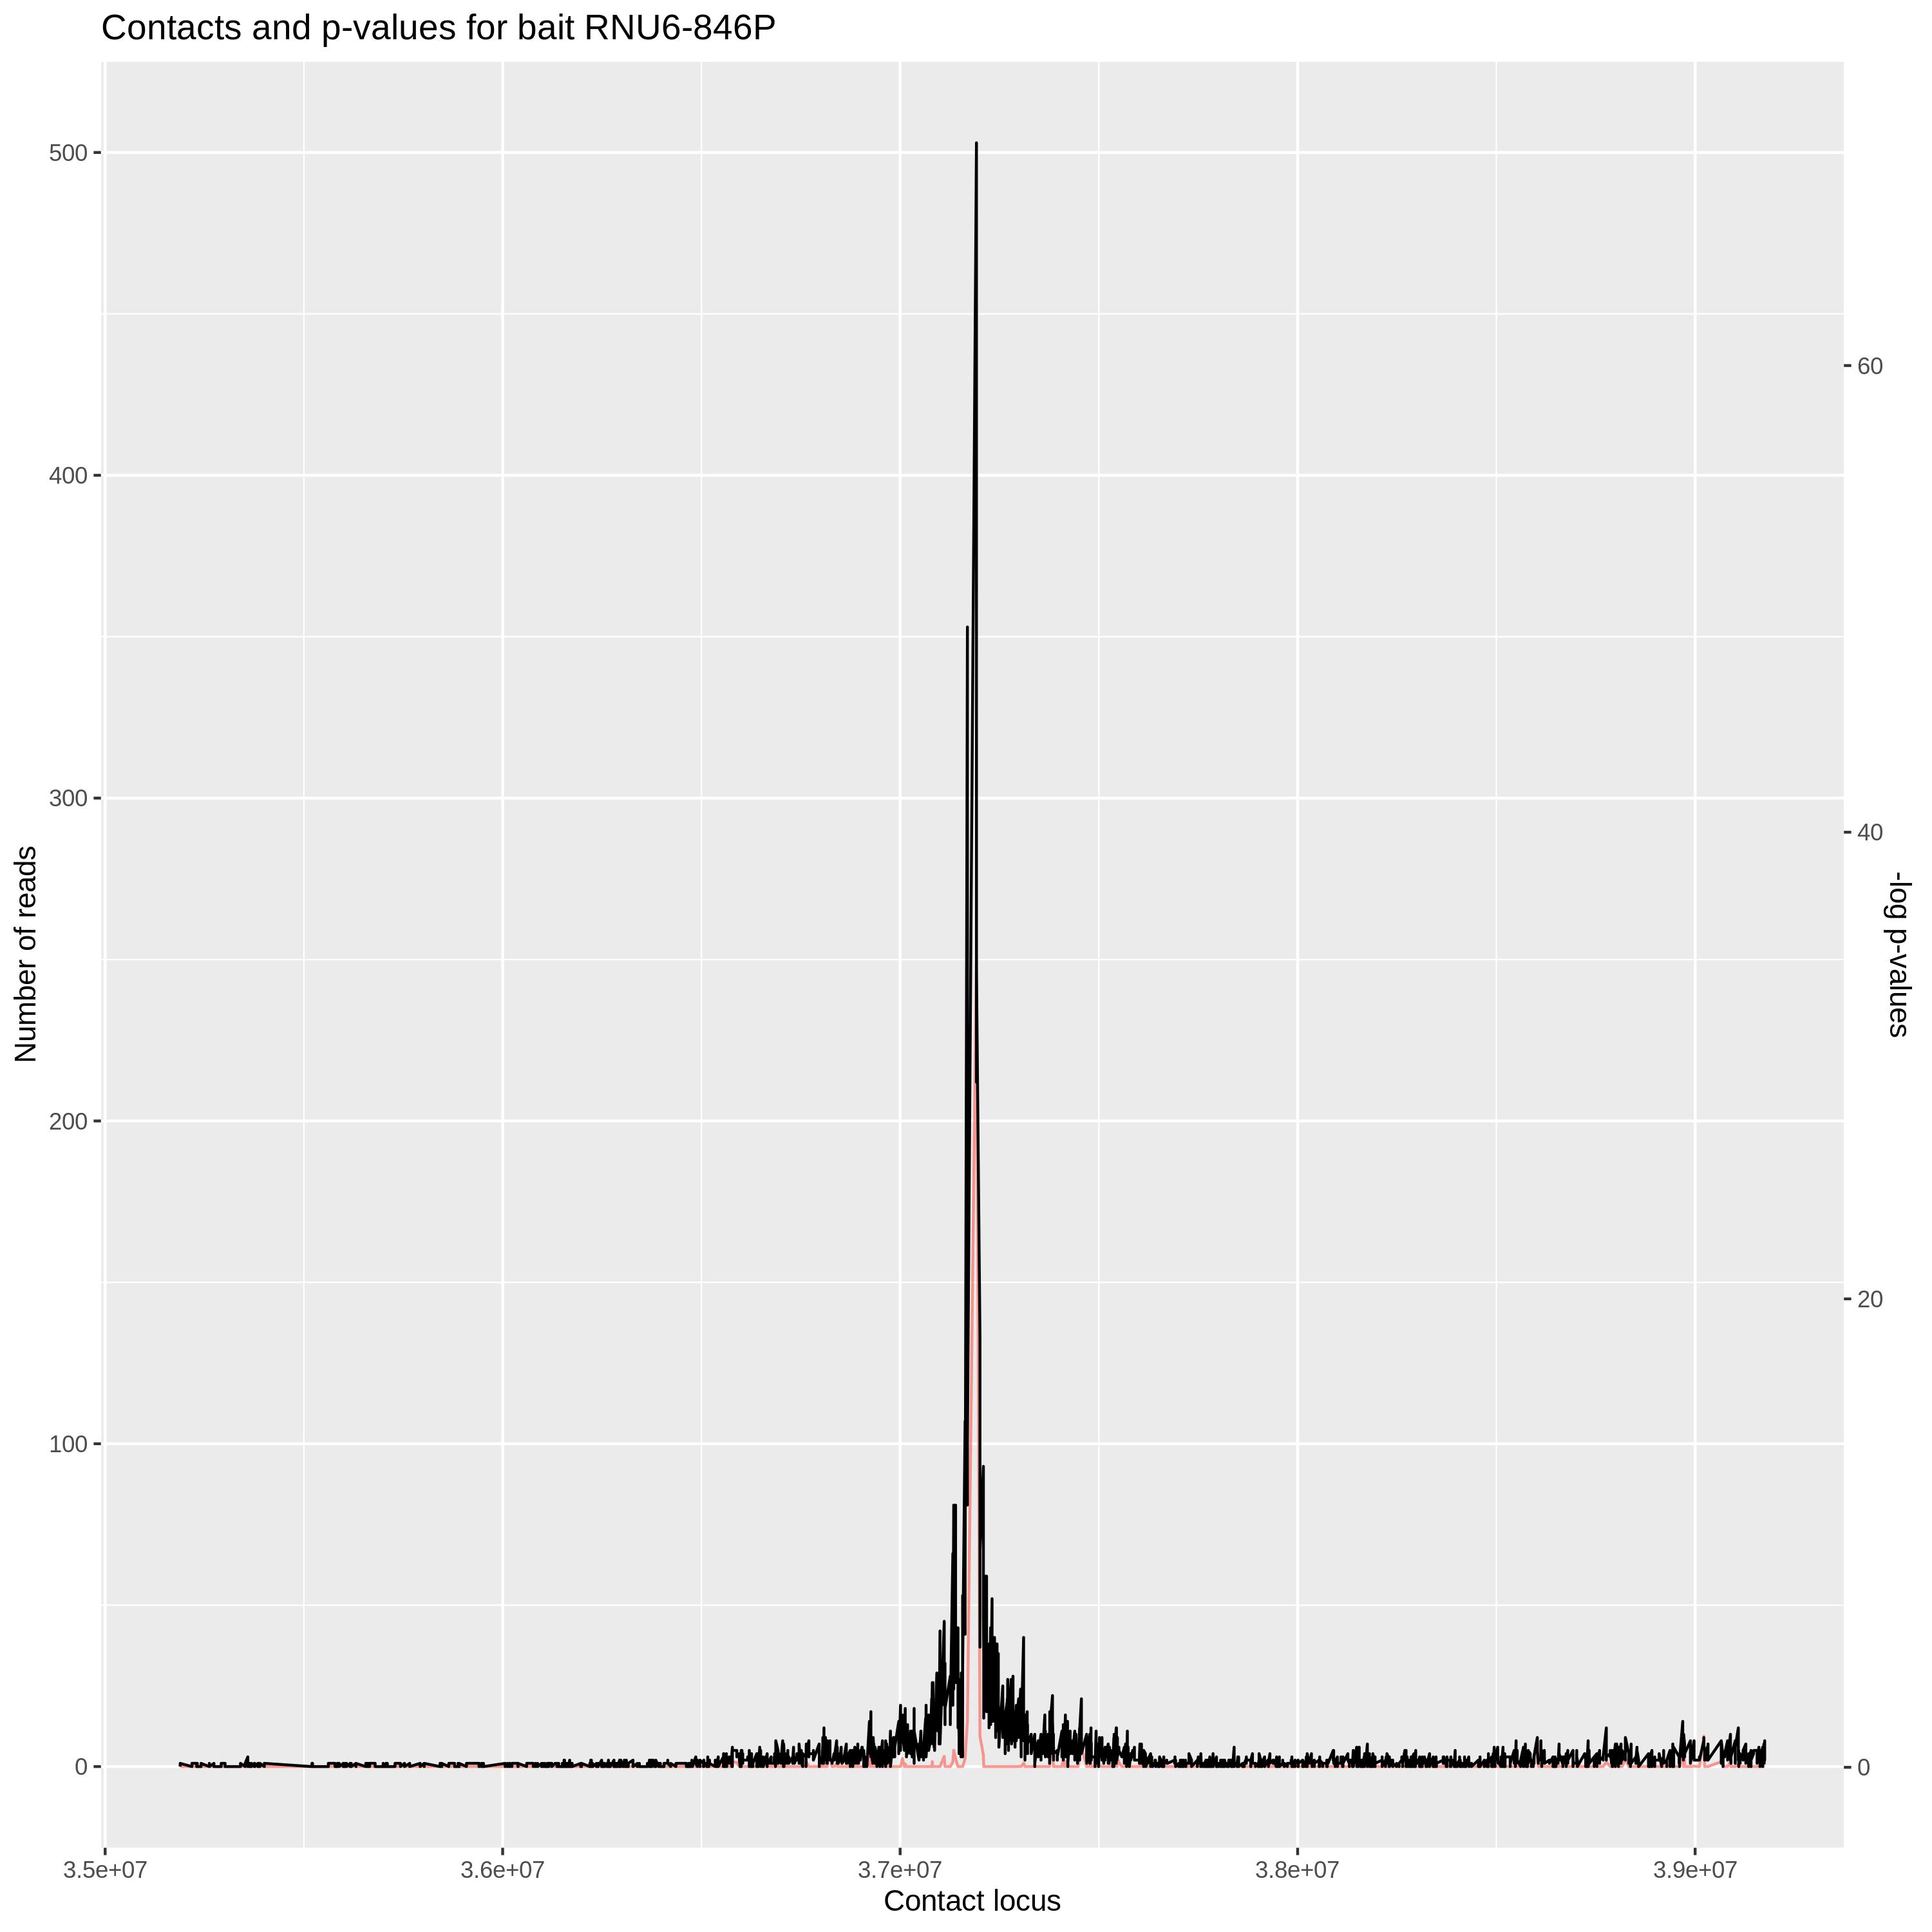 Contacts and p-values for bait RNU6-846P
500
400
300
200
100
0
Number of reads
60
40
20
0
-log p-values
3.5e+07
3.6e+07
3.7e+07
3.8e+07
3.9e+07
Contact locus